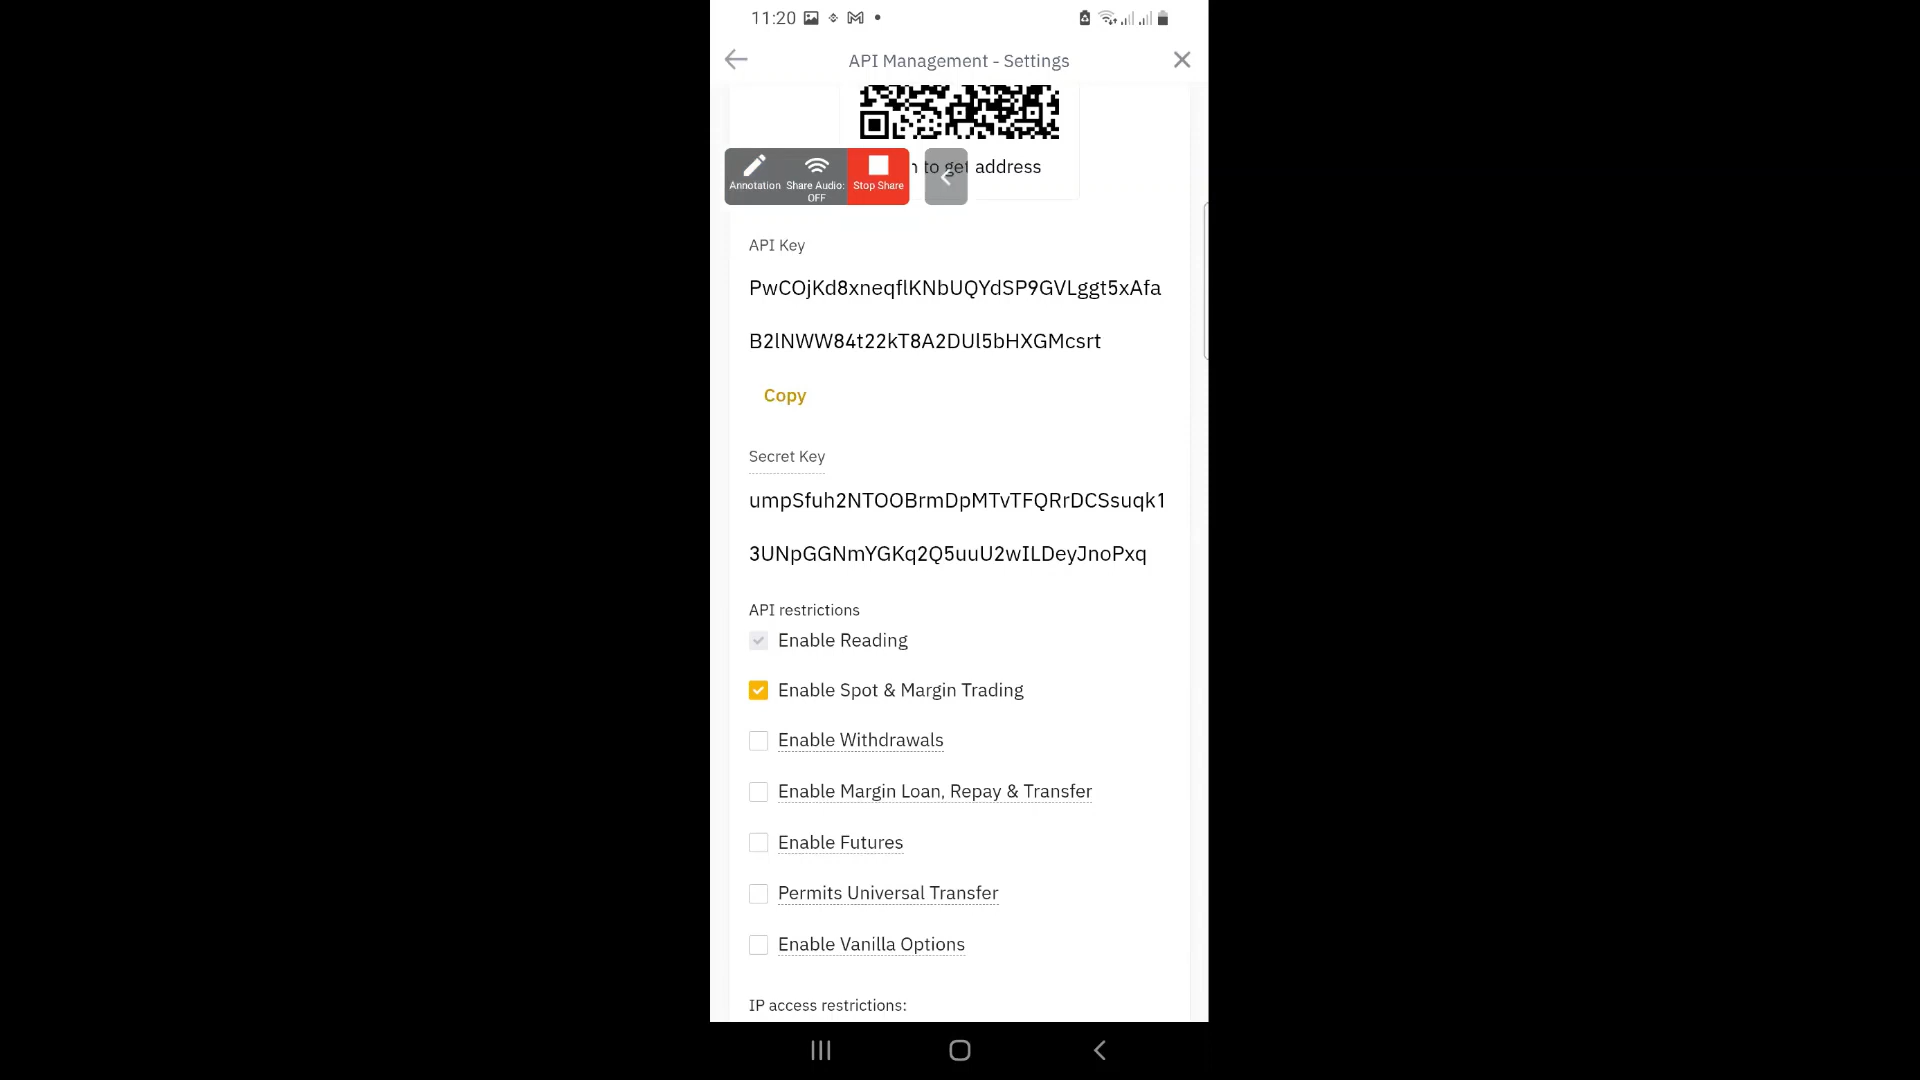 11:20
API Management - Settings
n to get address
Annotation
Share Audio: OFF
Stop Share
API Key
PwCOjKd8xneqflKNbUQYdSP9GVLggt5xAfa
B2lNWW84t22kT8A2DUl5bHXGMcsrt
Copy
Secret Key
umpSfuh2NTOOBrmDpMTvTFQRrDCSsuqk1
3UNpGGNmYGKq2Q5uuU2wILDeyJnoPxq
API restrictions
Enable Reading
Enable Spot & Margin Trading
Enable Withdrawals
Enable Margin Loan, Repay & Transfer
Enable Futures
Permits Universal Transfer
Enable Vanilla Options
IP access restrictions: